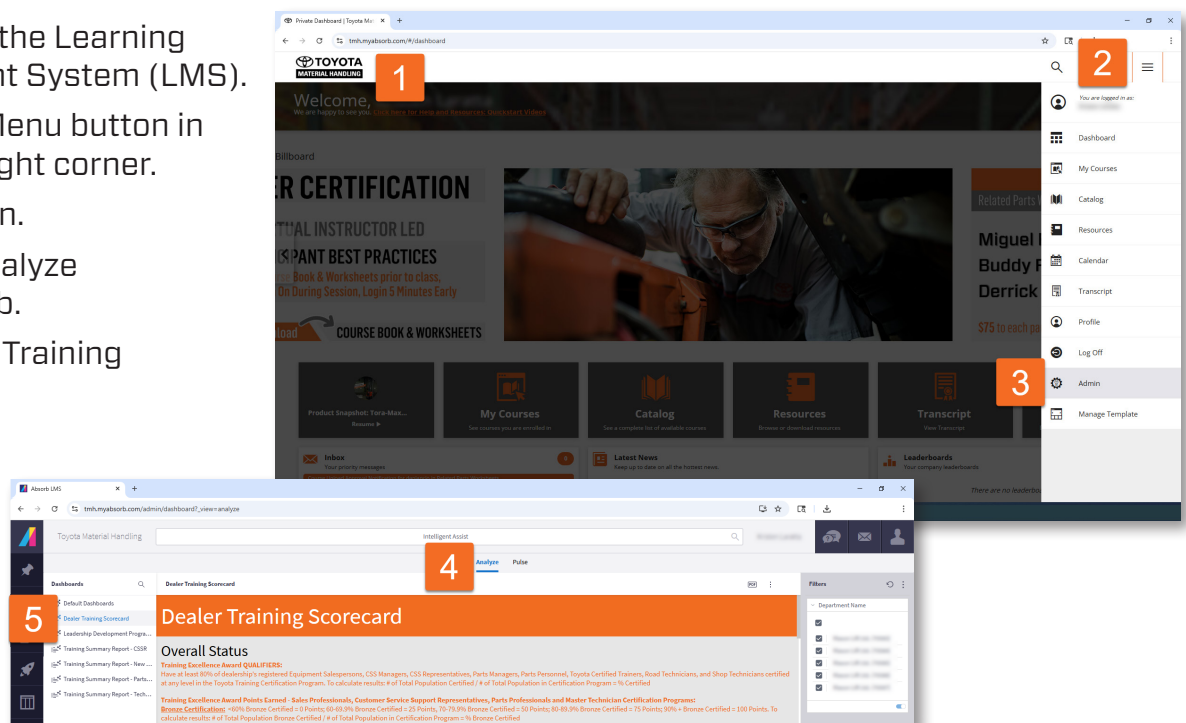 the Learning
nt System (LMS).
Menu button in
ght corner.
n.
alyze
b.
Training
Private Dashboard | Toyota Mat
tmh.myabsorb.com/#/dashboard
TOYOTA
MATERIAL HANDLING
1
2
You are logged in as:
Welcome,
We are happy to see you. Click here for Help and Resources. Quickstart Videos
Billboard
R CERTIFICATION
TUAL INSTRUCTOR LED
PANT BEST PRACTICES
Book & Worksheets prior to class,
On During Session, Login 5 Minutes Early
load
COURSE BOOK & WORKSHEETS
Related Parts
Miguel
Buddy
Derrick
$75 to each
Dashboard
My Courses
Catalog
Resources
Calendar
Transcript
Profile
Log Off
3
Admin
Manage Template
Product Snapshot: Tora-Max...
Resume
My Courses
See courses you are enrolled in
Catalog
See a complete list of available courses
Resources
Browse or download resources
Transcript
View Transcript
Inbox
Your priority messages
Latest News
Keep up to date on all the hottest news.
Leaderboards
Your company leaderboards
There are no leaderbo
Absorb LMS
tmh.myabsorb.com/admin/dashboard?_view=analyze
Toyota Material Handling
Intelligent Assist
4
Analyze
Pulse
Dashboards
Dealer Training Scorecard
PDF
Filters
5
Default Dashboards
Dealer Training Scorecard
Leadership Development Progra...
Training Summary Report - CSSR
Training Summary Report - New ...
Training Summary Report - Parts...
Training Summary Report - Tech...
Dealer Training Scorecard
Overall Status
Training Excellence Award QUALIFIERS:
Have at least 80% of dealership's registered Equipment Salespersons, CSS Managers, CSS Representatives, Parts Managers, Parts Personnel, Toyota Certified Trainers, Road Technicians, and Shop Technicians certified
at any level in the Toyota Training Certification Program. To calculate results: # of Total Population Certified / # of Total Population in Certification Program = % Certified
Training Excellence Award Points Earned - Sales Professionals, Customer Service Support Representatives, Parts Professionals and Master Technician Certification Programs:
Bronze Certification: <60% Bronze Certified = 0 Points; 60-69.9% Bronze Certified = 25 Points, 70-79.9% Bronze Certified = 50 Points; 80-89.9% Bronze Certified = 75 Points; 90% + Bronze Certified = 100 Points. To
calculate results: # of Total Population Bronze Certified / # of Total Population in Certification Program = % Bronze Certified
Department Name